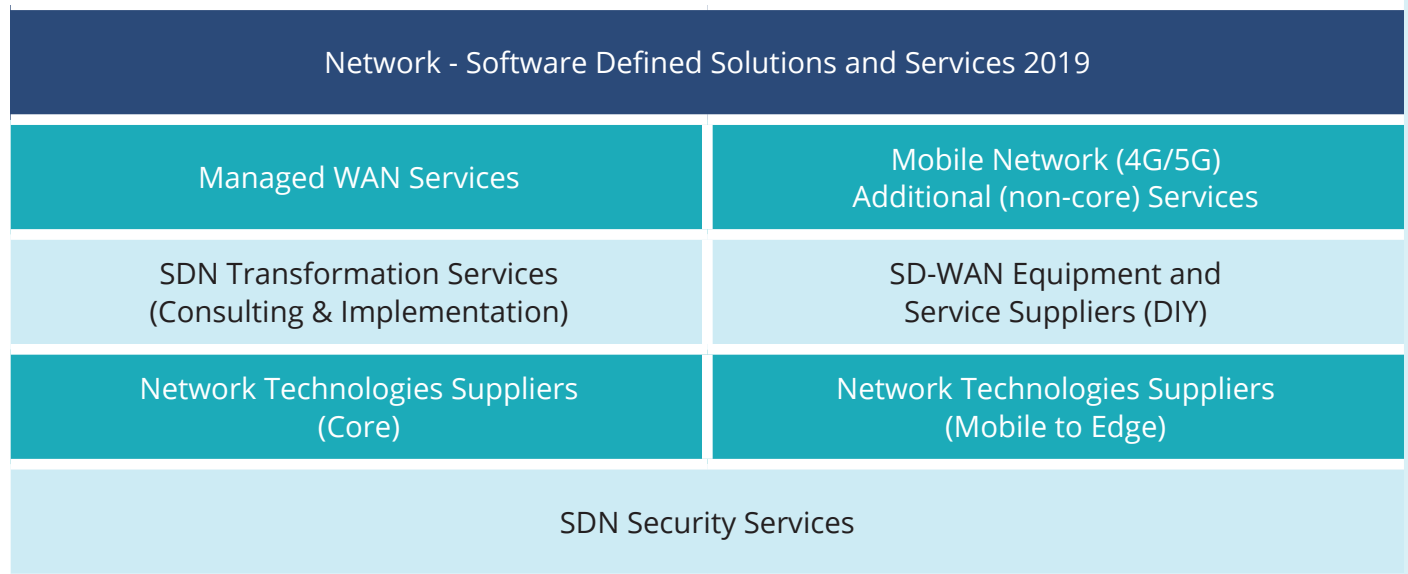 Network - Software Defined Solutions and Services 2019
Managed WAN Services
Mobile Network (4G/5G)
Additional (non-core) Services
SDN Transformation Services
(Consulting & Implementation)
SD-WAN Equipment and
Service Suppliers (DIY)
Network Technologies Suppliers
(Core)
Network Technologies Suppliers
(Mobile to Edge)
SDN Security Services